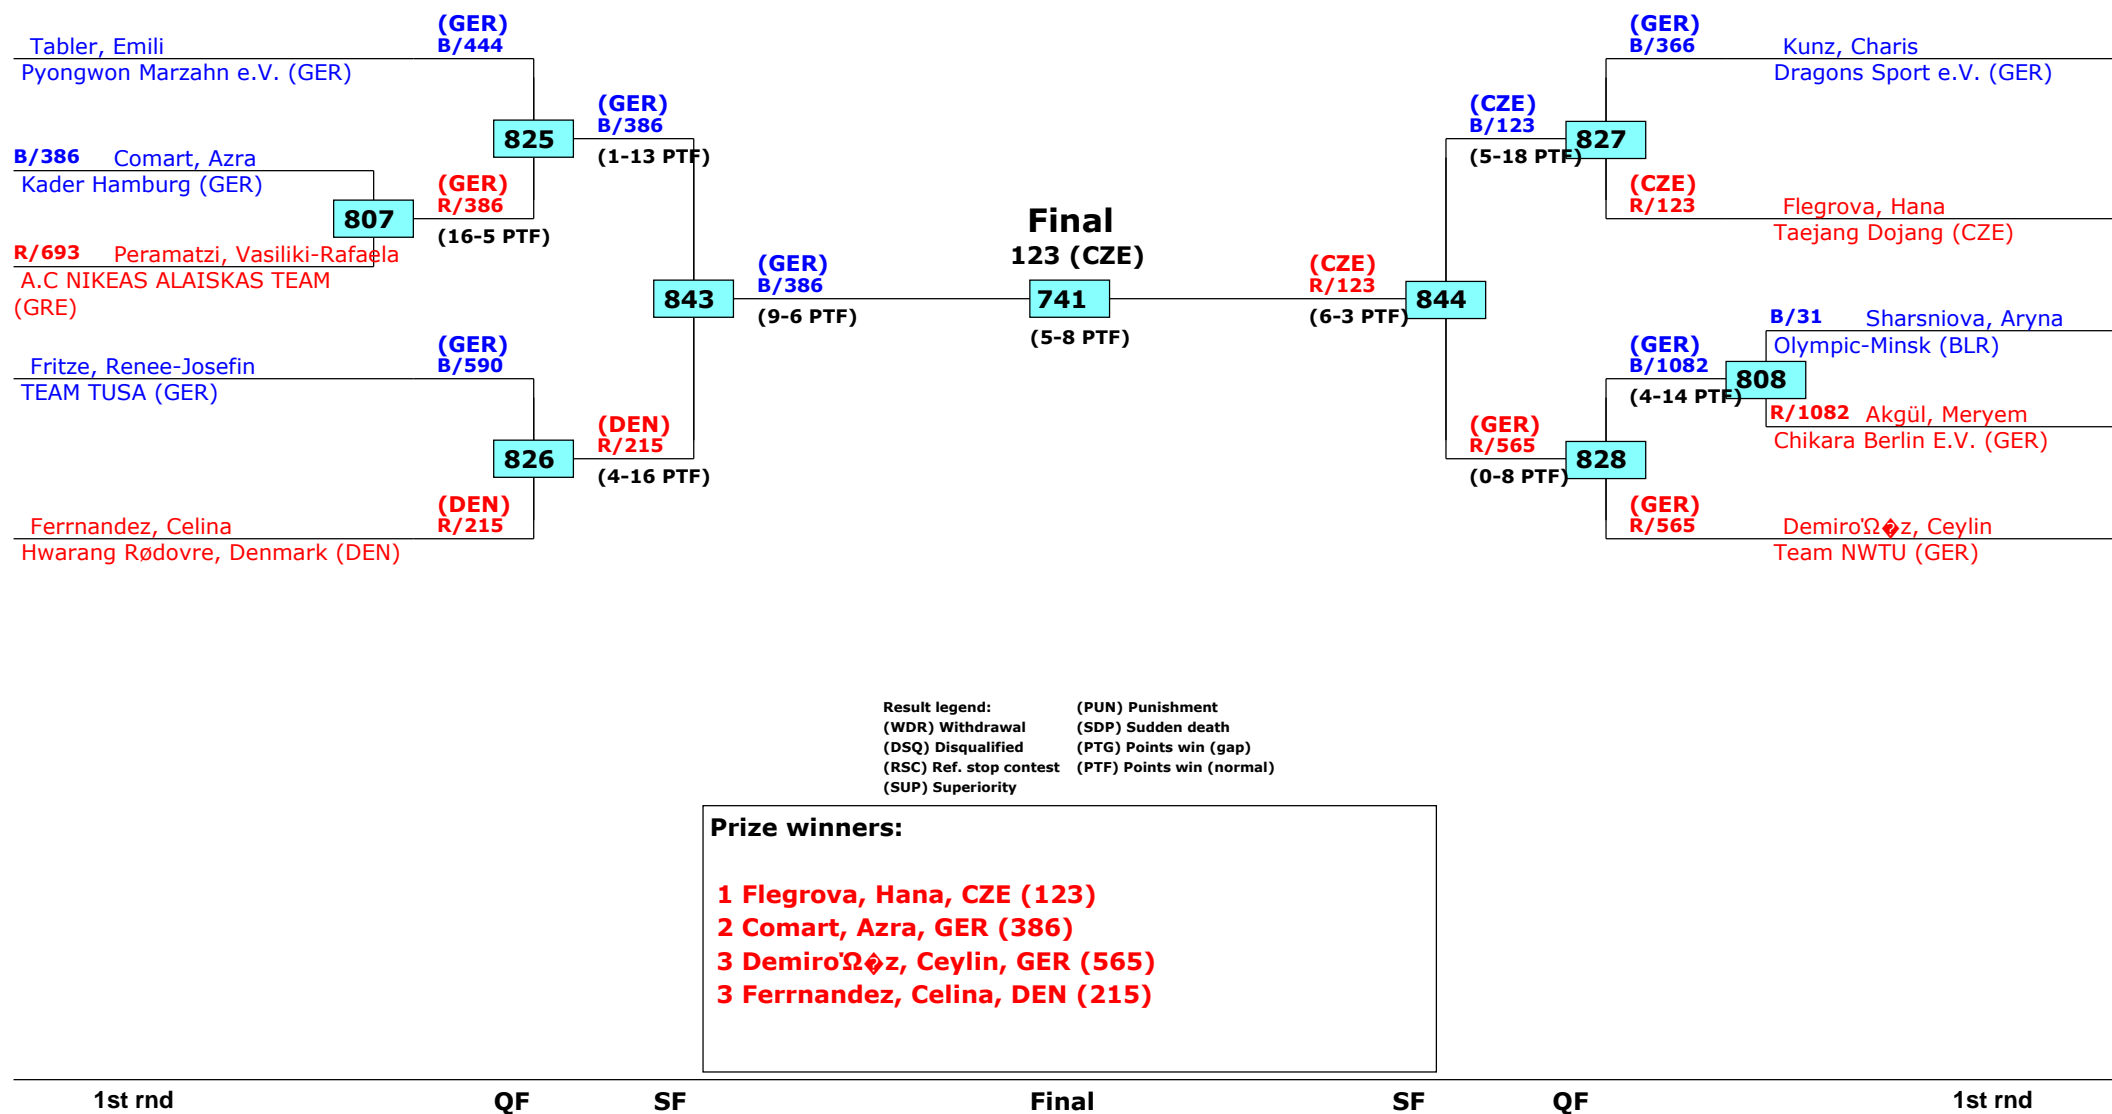 (GER)
B/444
Tabler, Emili
Pyongwon Marzahn e.V. (GER)
825
(GER)
B/386
(1-13 PTF)
B/386 Comart, Azra
Kader Hamburg (GER)
807
(GER)
R/386
(16-5 PTF)
R/693 Peramatzi, Vasiliki-Rafaela
A.C NIKEAS ALAISKAS TEAM
(GRE)
843
(GER)
B/386
(9-6 PTF)
(GER)
B/590
Fritze, Renee-Josefin
TEAM TUSA (GER)
826
(DEN)
R/215
(4-16 PTF)
(DEN)
R/215
Ferrnandez, Celina
Hwarang Rødovre, Denmark (DEN)
Final
123 (CZE)
741
(5-8 PTF)
(GER)
B/366
Kunz, Charis
Dragons Sport e.V. (GER)
(CZE)
B/123
(5-18 PTF)
827
(CZE)
R/123
Flegrova, Hana
Taejang Dojang (CZE)
(CZE)
R/123
(6-3 PTF)
844
B/31 Sharsniova, Aryna
Olympic-Minsk (BLR)
(GER)
B/1082
(4-14 PTF)
808
R/1082 Akgül, Meryem
Chikara Berlin E.V. (GER)
(GER)
R/565
(0-8 PTF)
828
(GER)
R/565
DemiroΏ�z, Ceylin
Team NWTU (GER)
Result legend:
(WDR) Withdrawal
(DSQ) Disqualified
(RSC) Ref. stop contest
(SUP) Superiority
(PUN) Punishment
(SDP) Sudden death
(PTG) Points win (gap)
(PTF) Points win (normal)
Prize winners:
1 Flegrova, Hana, CZE (123)
2 Comart, Azra, GER (386)
3 DemiroΏ�z, Ceylin, GER (565)
3 Ferrnandez, Celina, DEN (215)
1st rnd QF SF Final SF QF 1st rnd